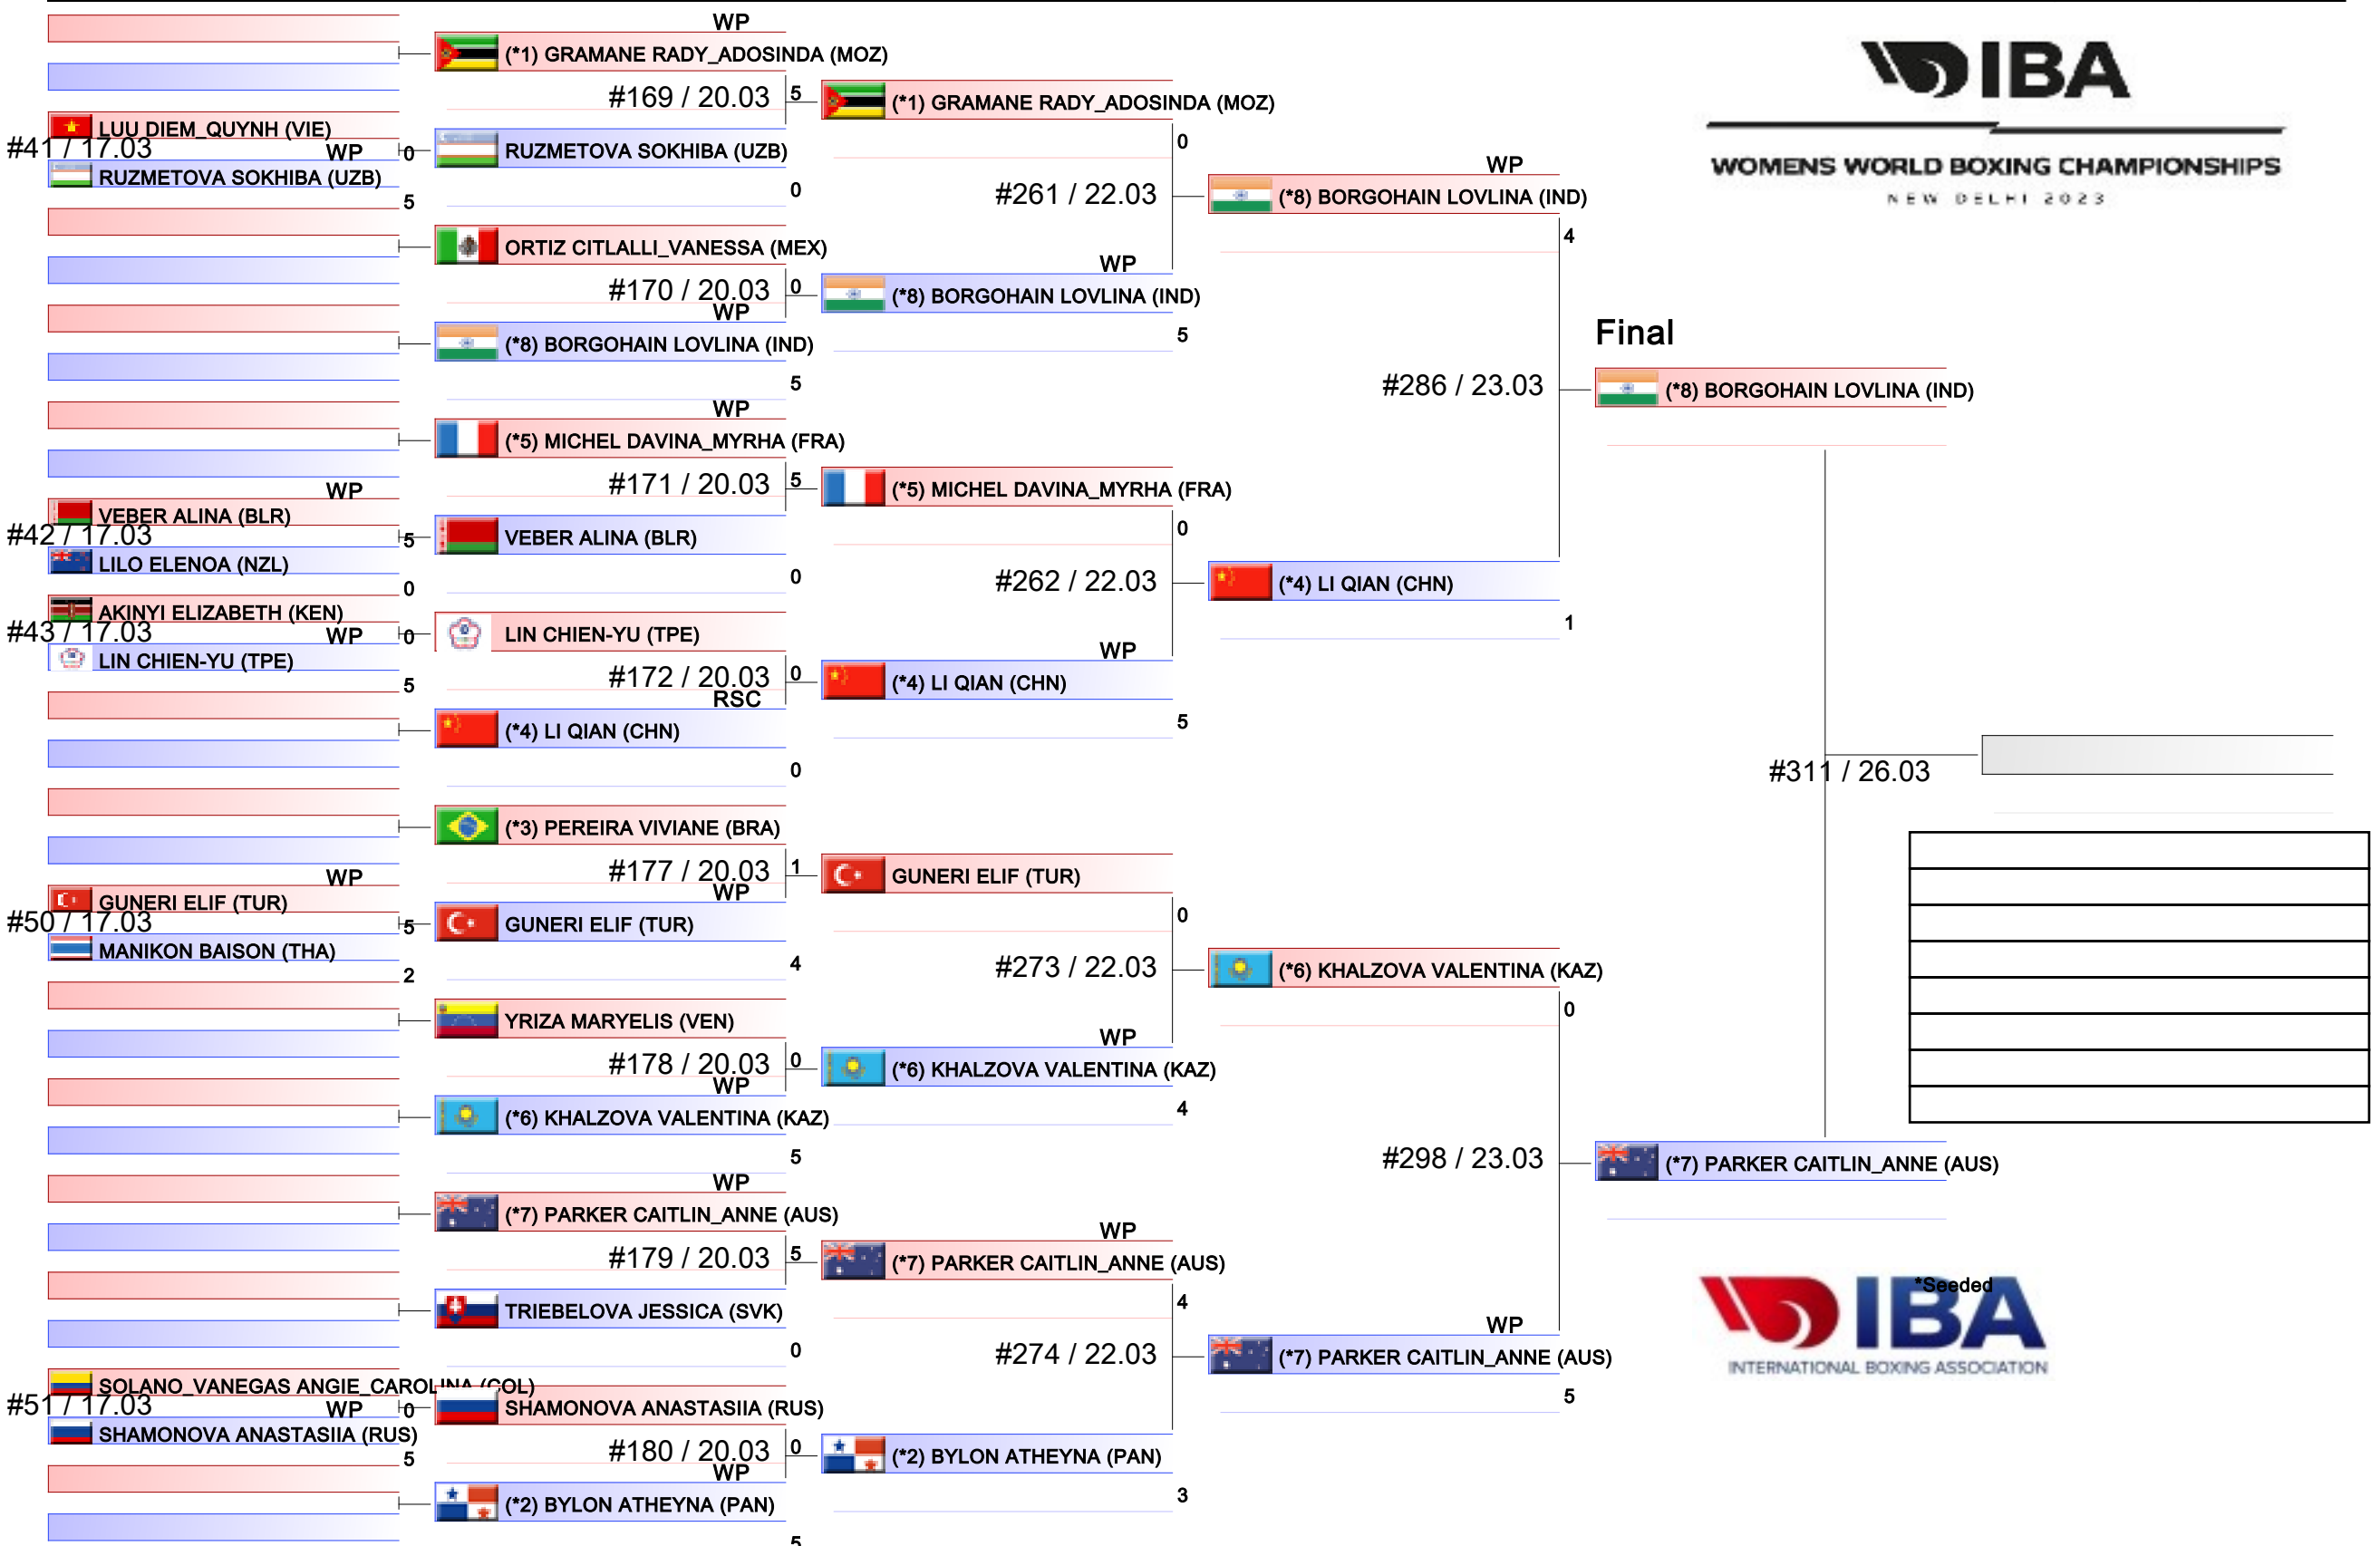 WP
(*1) GRAMANE RADY_ADOSINDA (MOZ)
#169 / 20.03
5
(*1) GRAMANE RADY_ADOSINDA (MOZ)
IBA
LUU DIEM_QUYNH (VIE)
#41 / 17.03
WP
0
RUZMETOVA SOKHIBA (UZB)
0
WOMENS WORLD BOXING CHAMPIONSHIPS
NEW DELHI 2023
RUZMETOVA SOKHIBA (UZB)
5
0
#261 / 22.03
WP
(*8) BORGOHAIN LOVLINA (IND)
4
ORTIZ CITLALLI_VANESSA (MEX)
#170 / 20.03
0
WP
(*8) BORGOHAIN LOVLINA (IND)
5
WP
(*8) BORGOHAIN LOVLINA (IND)
5
Final
#286 / 23.03
(*8) BORGOHAIN LOVLINA (IND)
WP
(*5) MICHEL DAVINA_MYRHA (FRA)
#171 / 20.03
5
(*5) MICHEL DAVINA_MYRHA (FRA)
0
WP
VEBER ALINA (BLR)
#42 / 17.03
5
VEBER ALINA (BLR)
0
LILO ELENOA (NZL)
0
#262 / 22.03
(*4) LI QIAN (CHN)
1
AKINYI ELIZABETH (KEN)
#43 / 17.03
WP
0
LIN CHIEN-YU (TPE)
LIN CHIEN-YU (TPE)
5
#172 / 20.03
0
WP
(*4) LI QIAN (CHN)
5
RSC
(*4) LI QIAN (CHN)
0
#311 / 26.03
(*3) PEREIRA VIVIANE (BRA)
#177 / 20.03
1
GUNERI ELIF (TUR)
0
WP
GUNERI ELIF (TUR)
#50 / 17.03
5
WP
GUNERI ELIF (TUR)
4
MANIKON BAISON (THA)
2
#273 / 22.03
(*6) KHALZOVA VALENTINA (KAZ)
0
YRIZA MARYELIS (VEN)
#178 / 20.03
0
WP
(*6) KHALZOVA VALENTINA (KAZ)
4
WP
(*6) KHALZOVA VALENTINA (KAZ)
5
#298 / 23.03
(*7) PARKER CAITLIN_ANNE (AUS)
WP
(*7) PARKER CAITLIN_ANNE (AUS)
#179 / 20.03
5
WP
(*7) PARKER CAITLIN_ANNE (AUS)
4
TRIEBELOVA JESSICA (SVK)
0
#274 / 22.03
WP
(*7) PARKER CAITLIN_ANNE (AUS)
5
*Seeded
IBA
INTERNATIONAL BOXING ASSOCIATION
SOLANO_VANEGAS ANGIE_CAROLINA (COL)
#51 / 17.03
WP
0
SHAMONOVA ANASTASIIA (RUS)
SHAMONOVA ANASTASIIA (RUS)
5
#180 / 20.03
0
(*2) BYLON ATHEYNA (PAN)
3
WP
(*2) BYLON ATHEYNA (PAN)
5